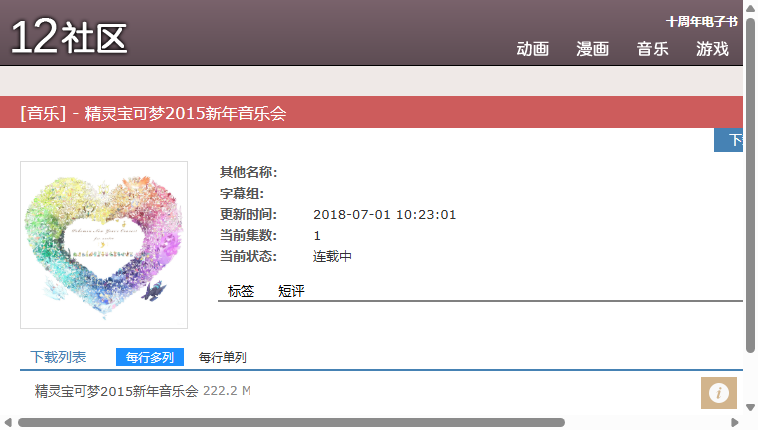 十周年电子书
12社区
动画 漫画 音乐 游戏
[音乐] - 精灵宝可梦2015新年音乐会
下
其他名称:
字幕组:
更新时间: 2018-07-01 10:23:01
当前集数: 1
当前状态: 连载中
标签 短评
下载列表 每行多列 每行单列
精灵宝可梦2015新年音乐会 222.2 M
i